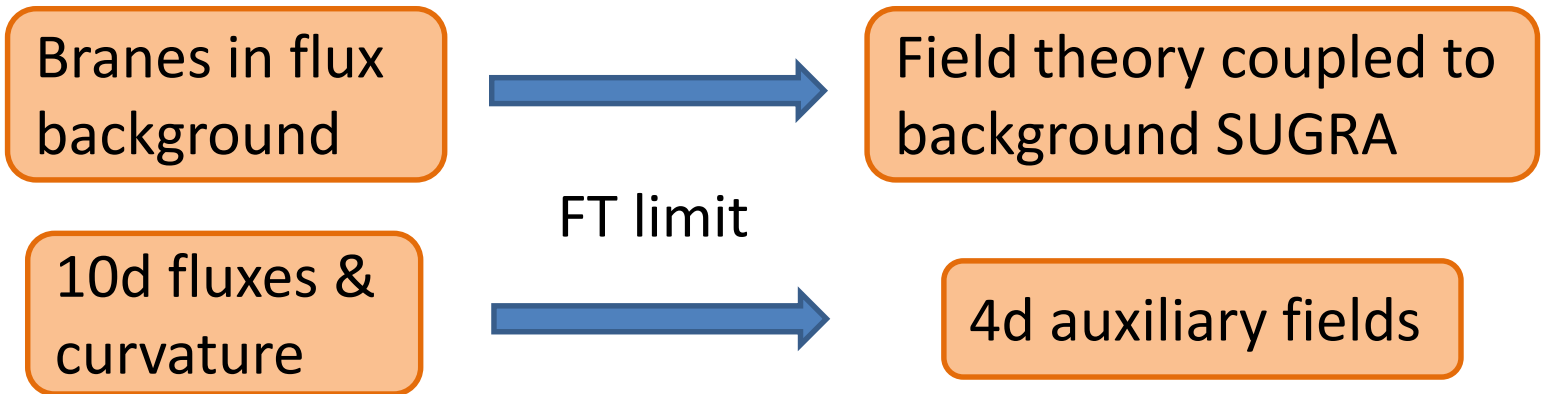 Branes in flux
background
Field theory coupled to
background SUGRA
FT limit
10d fluxes &
curvature
4d auxiliary fields